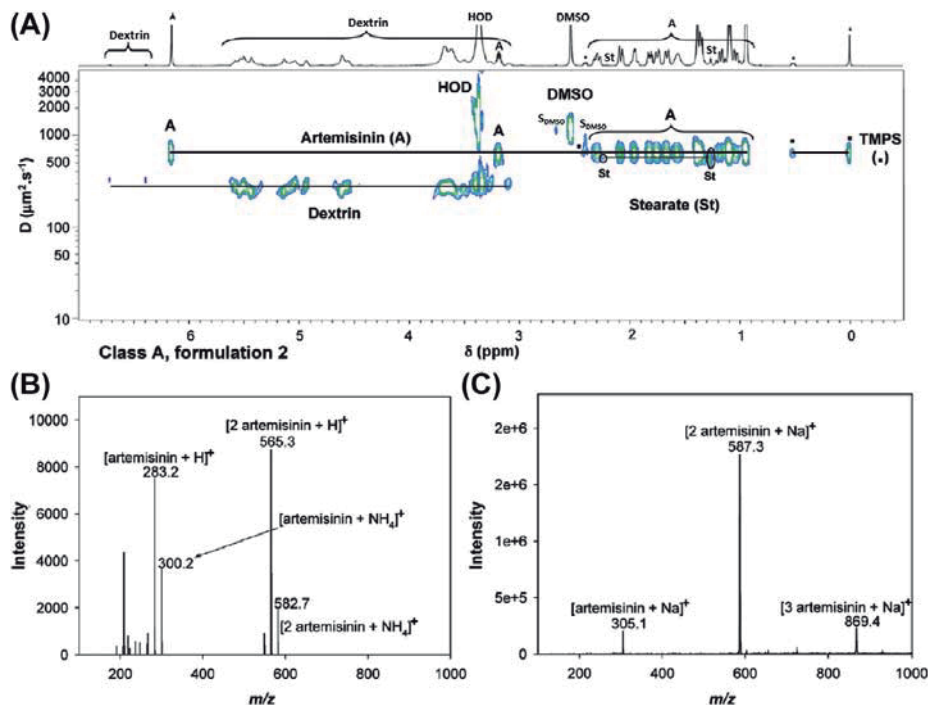 (A)
Dextrin
A
Dextrin
HOD
A
DMSO
St
A
St
4000
3000
2000
1000
500
100
50
10
D (μm².s⁻¹)
HOD
DMSO
S DMSO
S DMSO
A
A
Artemisinin (A)
A
TMPS
(▪)
St
St
Dextrin
Stearate (St)
6 5 4 3 2 1 0
Class A, formulation 2
δ (ppm)
(B)
10000
8000
6000
4000
2000
0
Intensity
[2 artemisinin + H]⁺
565.3
[artemisinin + H]⁺
283.2
[artemisinin + NH₄]⁺
300.2
582.7
[2 artemisinin + NH₄]⁺
200 400 600 800 1000
m/z
(C)
2e+6
2e+6
1e+6
5e+5
0
Intensity
[2 artemisinin + Na]⁺
587.3
[artemisinin + Na]⁺
305.1
[3 artemisinin + Na]⁺
869.4
200 400 600 800 1000
m/z